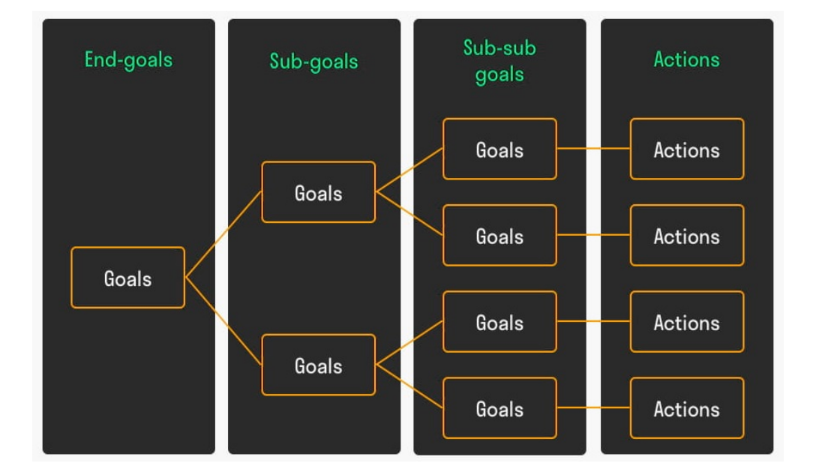 End-goals
Sub-goals
Sub-sub
goals
Actions
Goals
Goals
Goals
Goals
Goals
Goals
Goals
Actions
Actions
Actions
Actions